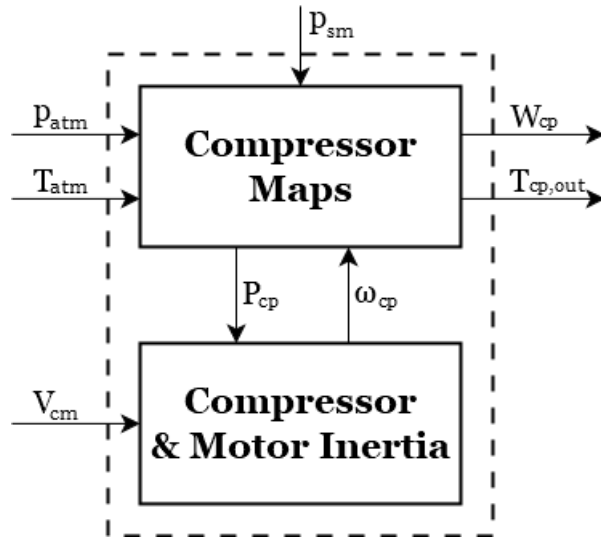 p_sm
p_atm
T_atm
Compressor
Maps
W_cp
T_cp,out
P_cp
ω_cp
V_cm
Compressor
& Motor Inertia